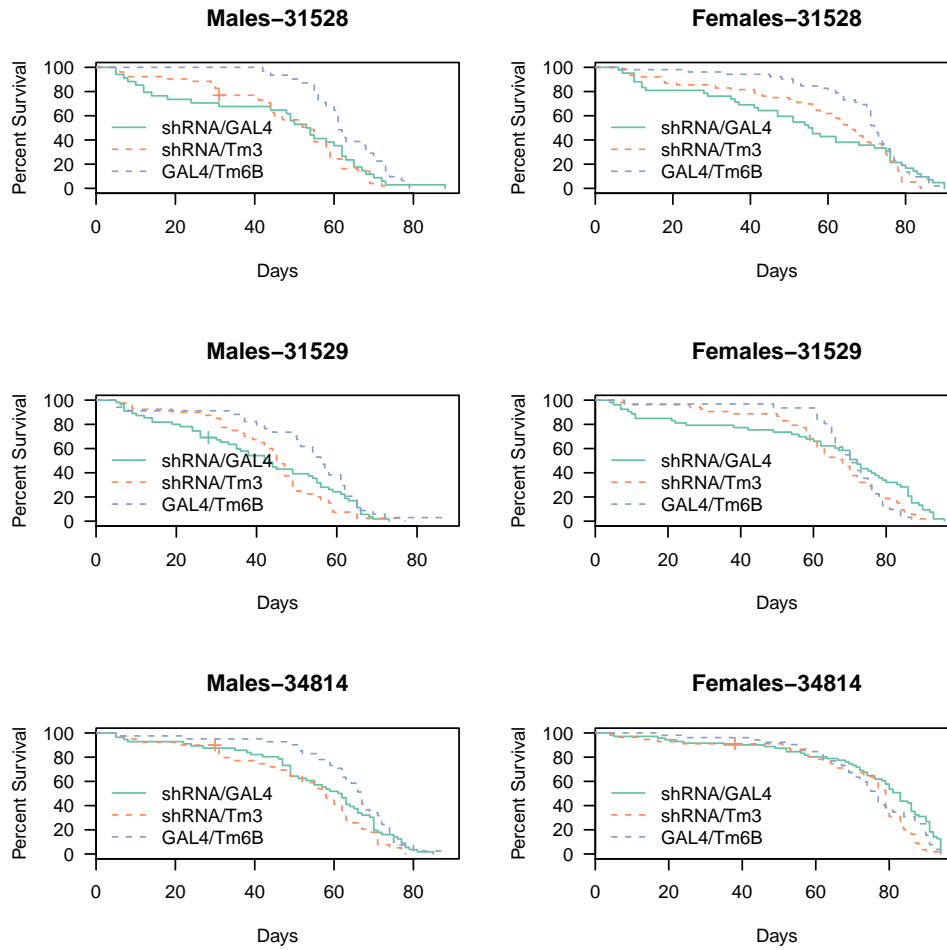 Males–31528
Percent Survival
100
80
60
40
20
0
shRNA/GAL4
shRNA/Tm3
GAL4/Tm6B
0 20 40 60 80
Days
Females–31528
Percent Survival
100
80
60
40
20
0
shRNA/GAL4
shRNA/Tm3
GAL4/Tm6B
0 20 40 60 80
Days
Males–31529
Percent Survival
100
80
60
40
20
0
shRNA/GAL4
shRNA/Tm3
GAL4/Tm6B
0 20 40 60 80
Days
Females–31529
Percent Survival
100
80
60
40
20
0
shRNA/GAL4
shRNA/Tm3
GAL4/Tm6B
0 20 40 60 80
Days
Males–34814
Percent Survival
100
80
60
40
20
0
shRNA/GAL4
shRNA/Tm3
GAL4/Tm6B
0 20 40 60 80
Days
Females–34814
Percent Survival
100
80
60
40
20
0
shRNA/GAL4
shRNA/Tm3
GAL4/Tm6B
0 20 40 60 80
Days